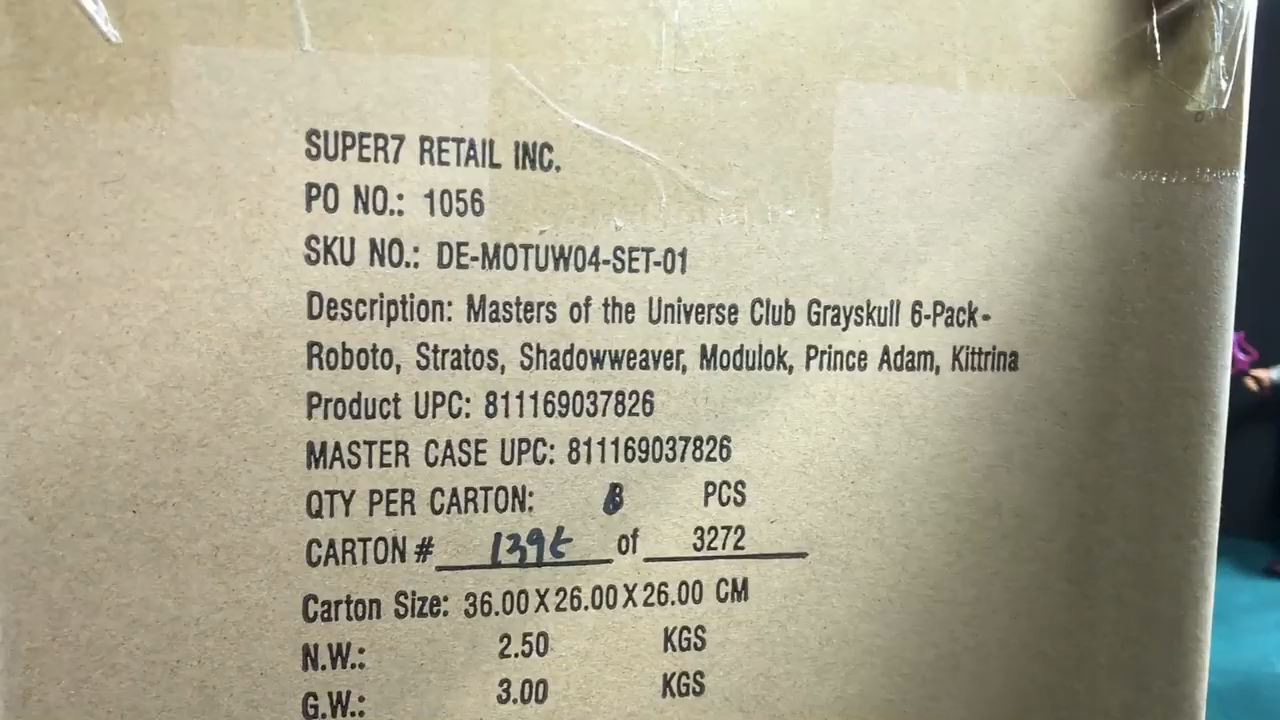 SUPER7 RETAIL INC.
PO NO.: 1056
SKU NO.: DE-MOTUW04-SET-01
Description: Masters of the Universe Club Grayskull 6-Pack-
Roboto, Stratos, Shadowweaver, Modulok, Prince Adam, Kittrina
Product UPC: 811169037826
MASTER CASE UPC: 811169037826
QTY PER CARTON: PCS
CARTON # of 3272
Carton Size: 36.00 X 26.00 X 26.00 CM
N.W.: 2.50 KGS
G.W.: 3.00 KGS